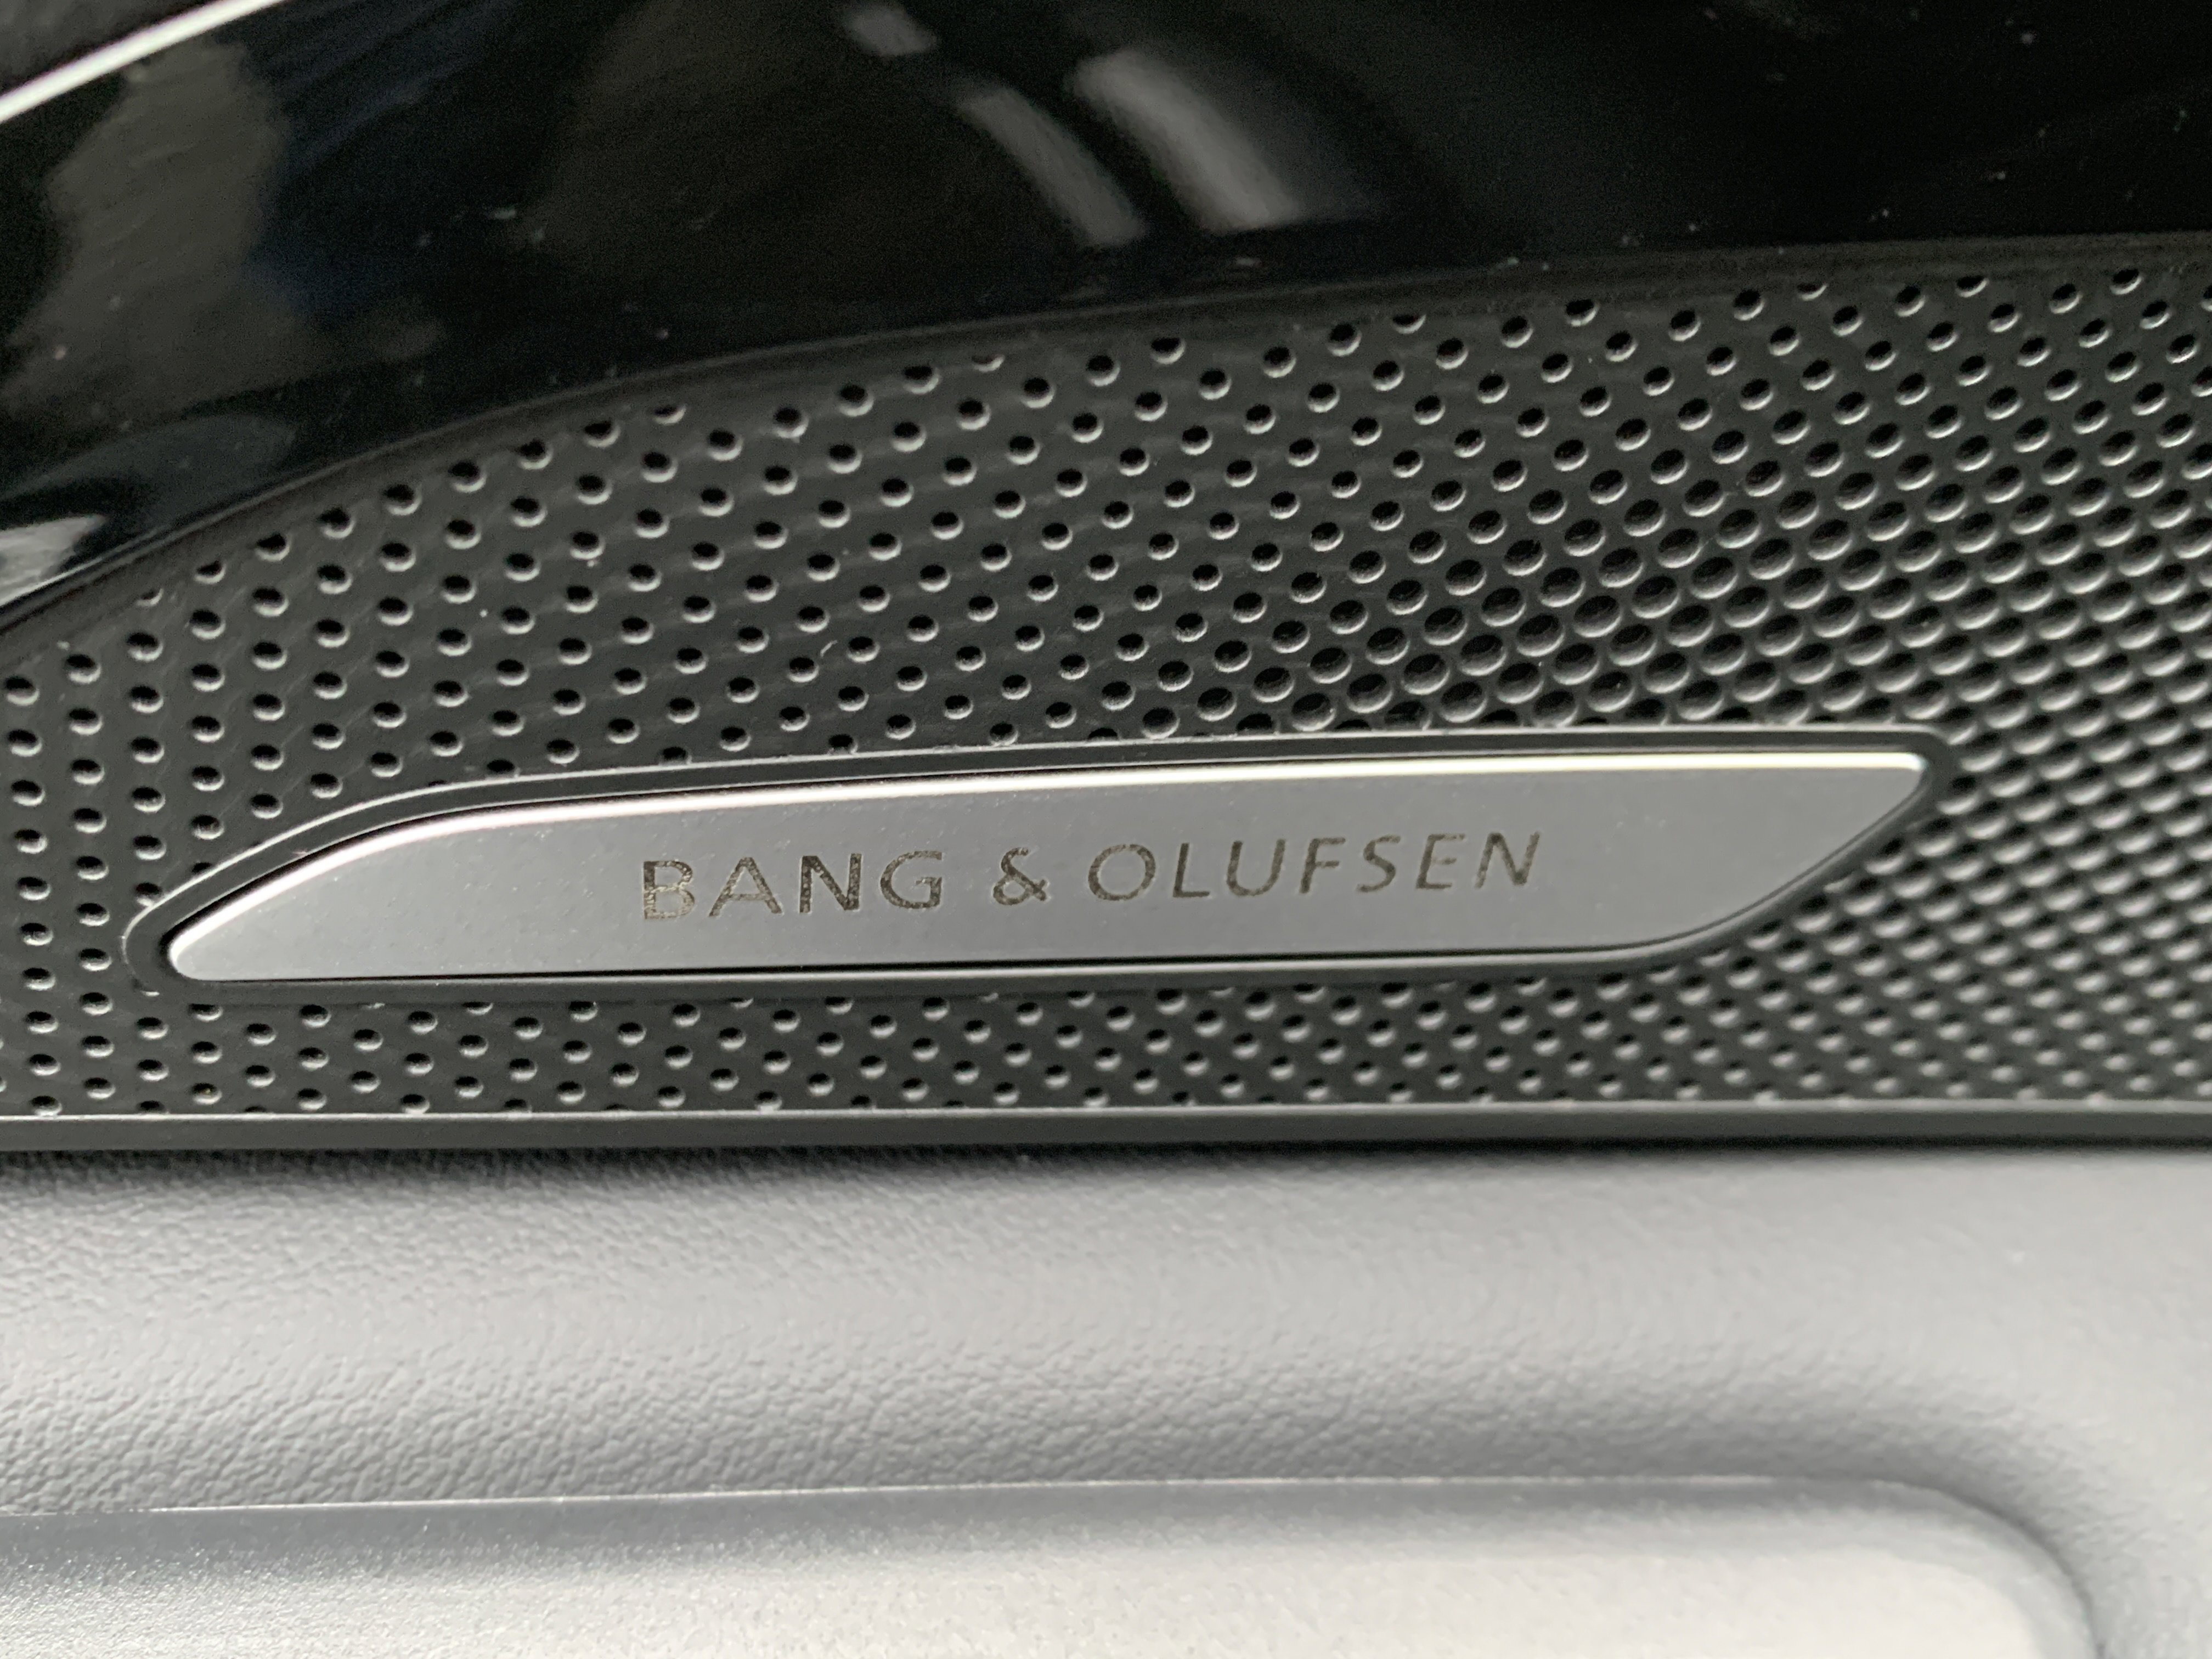 BANG & OLUFSEN